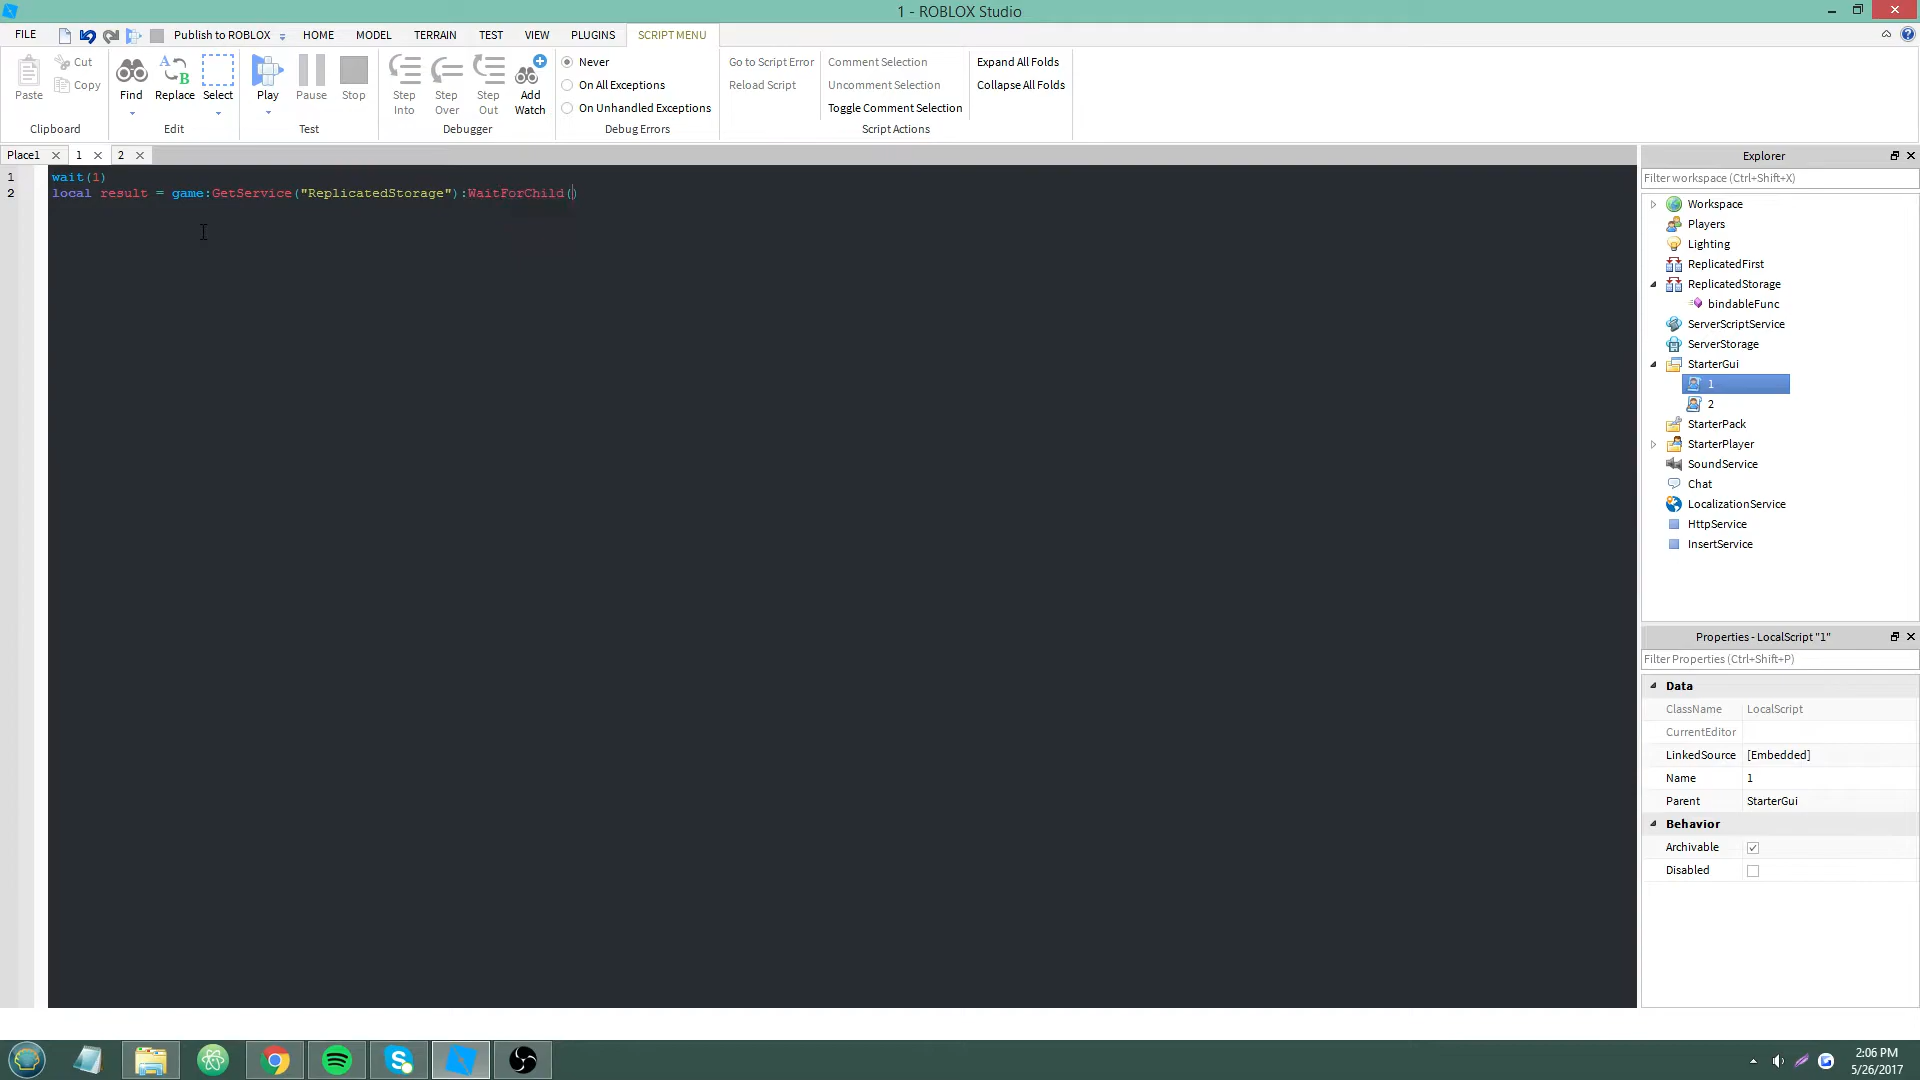 1 - ROBLOX Studio
FILE
Publish to ROBLOX
HOME
MODEL
TERRAIN
TEST
VIEW
PLUGINS
SCRIPT MENU
Paste
Cut
Copy
Clipboard
Find
Replace
Select
Edit
Play
Pause
Stop
Test
Step Into
Step Over
Step Out
Add Watch
Debugger
Never
On All Exceptions
On Unhandled Exceptions
Debug Errors
Go to Script Error
Reload Script
Comment Selection
Uncomment Selection
Toggle Comment Selection
Script Actions
Expand All Folds
Collapse All Folds
Place1
1
2
1 wait(1)
2 local result = game:GetService("ReplicatedStorage"):WaitForChild()
Explorer
Filter workspace (Ctrl+Shift+X)
Workspace
Players
Lighting
ReplicatedFirst
ReplicatedStorage
bindableFunc
ServerScriptService
ServerStorage
StarterGui
1
2
StarterPack
StarterPlayer
SoundService
Chat
LocalizationService
HttpService
InsertService
Properties - LocalScript "1"
Filter Properties (Ctrl+Shift+P)
Data
ClassName LocalScript
CurrentEditor
LinkedSource [Embedded]
Name 1
Parent StarterGui
Behavior
Archivable
Disabled
2:06 PM
5/26/2017